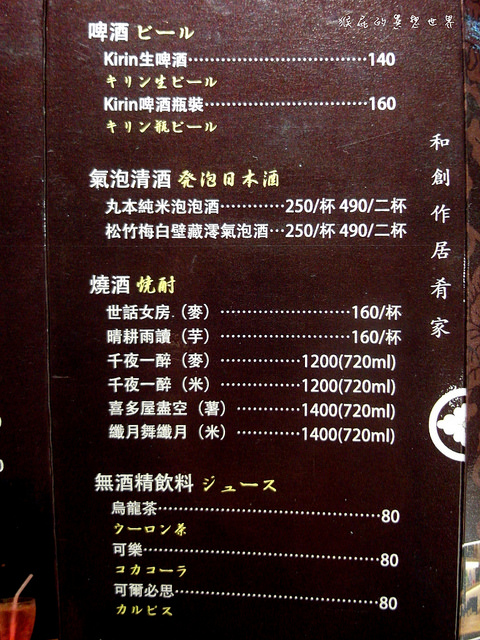 猴屁的異想世界
啤酒 ビール
Kirin生啤酒…………………………140
キリン生ビール
Kirin啤酒瓶裝………………………160
キリン瓶ビール
氣泡清酒 発泡日本酒
丸本純米泡泡酒…………250/杯 490/二杯
松竹梅白壁藏澪氣泡酒…250/杯 490/二杯
燒酒 焼酎
世話女房（麥）…………………160/杯
晴耕雨讀（芋）…………………160/杯
千夜一醉（麥）…………1200(720ml)
千夜一醉（米）…………1200(720ml)
喜多屋盡空（薯）………1400(720ml)
纖月舞纖月（米）………1400(720ml)
無酒精飲料 ジュース
烏龍茶………………………………80
ウーロン茶
可樂…………………………………80
コカコーラ
可爾必思……………………………80
カルピス
和創作居肴家